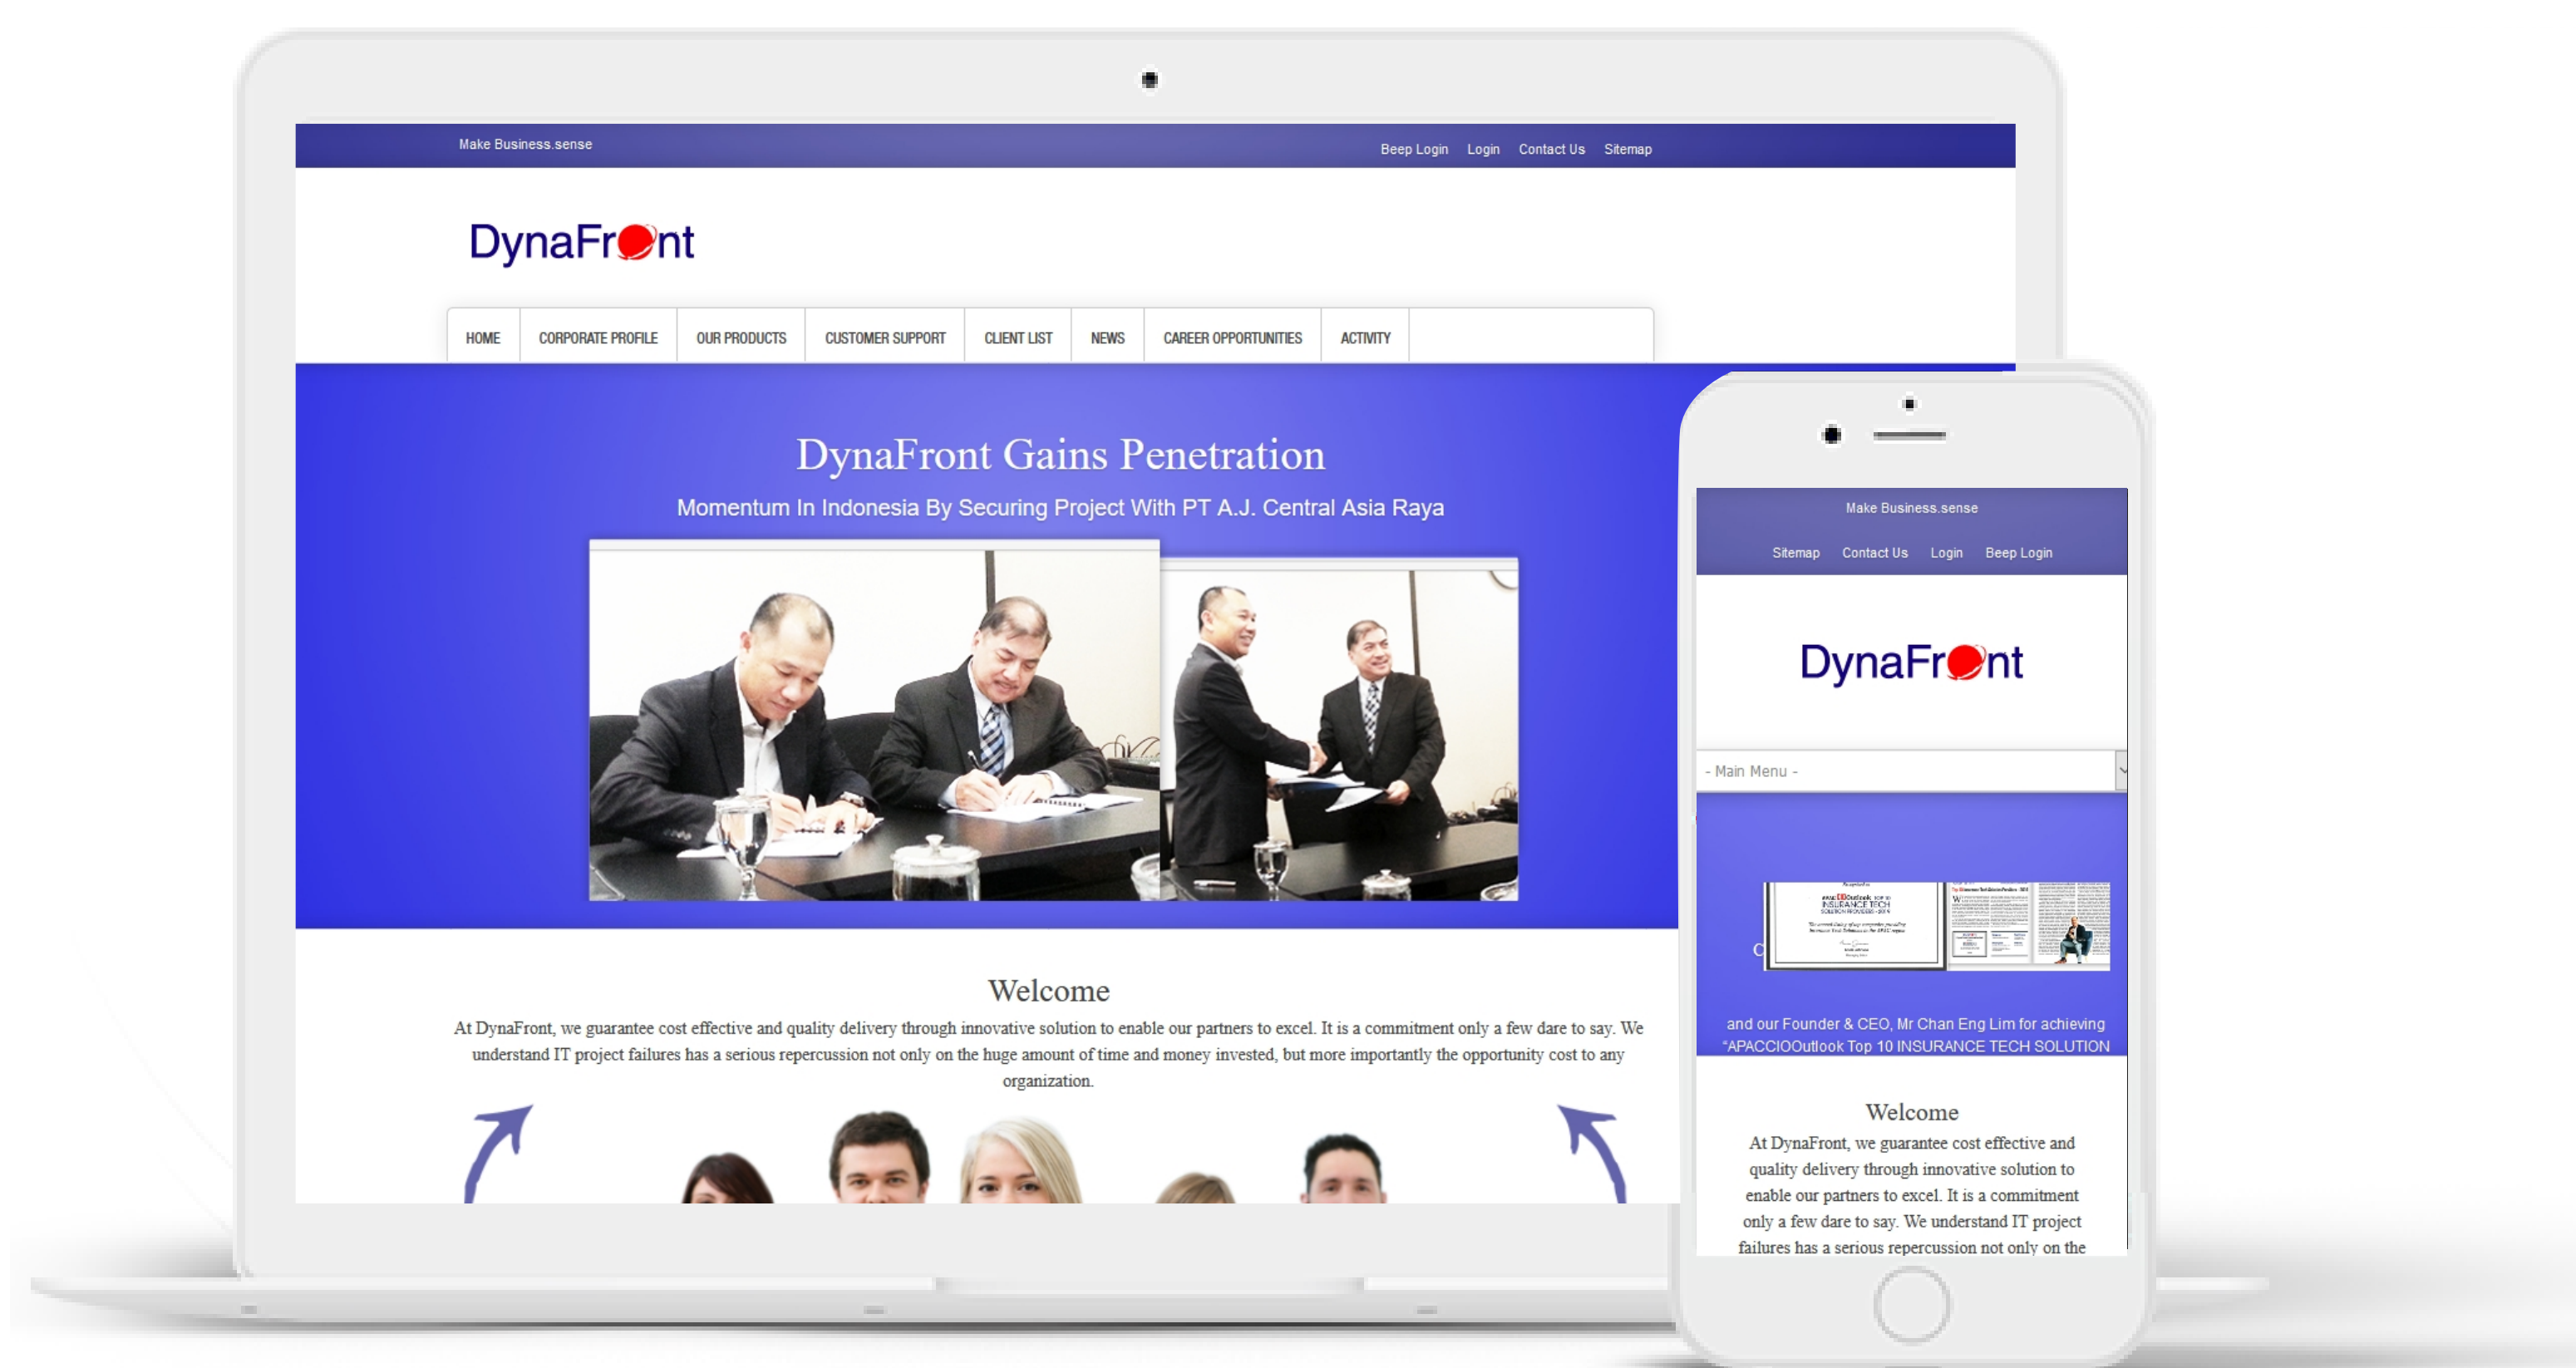 Make Business.sense
Beep Login Login Contact Us Sitemap
DynaFront
HOME CORPORATE PROFILE OUR PRODUCTS CUSTOMER SUPPORT CLIENT LIST NEWS CAREER OPPORTUNITIES ACTIVITY
DynaFront Gains Penetration
Momentum In Indonesia By Securing Project With PT A.J. Central Asia Raya
Welcome
At DynaFront, we guarantee cost effective and quality delivery through innovative solution to enable our partners to excel. It is a commitment only a few dare to say. We
understand IT project failures has a serious repercussion not only on the huge amount of time and money invested, but more importantly the opportunity cost to any
organization.
Make Business.sense
Sitemap Contact Us Login Beep Login
DynaFront
- Main Menu -
INSURANCE TECH
C
and our Founder & CEO, Mr Chan Eng Lim for achieving
“APACCIOOutlook Top 10 INSURANCE TECH SOLUTION
Welcome
At DynaFront, we guarantee cost effective and
quality delivery through innovative solution to
enable our partners to excel. It is a commitment
only a few dare to say. We understand IT project
failures has a serious repercussion not only on the